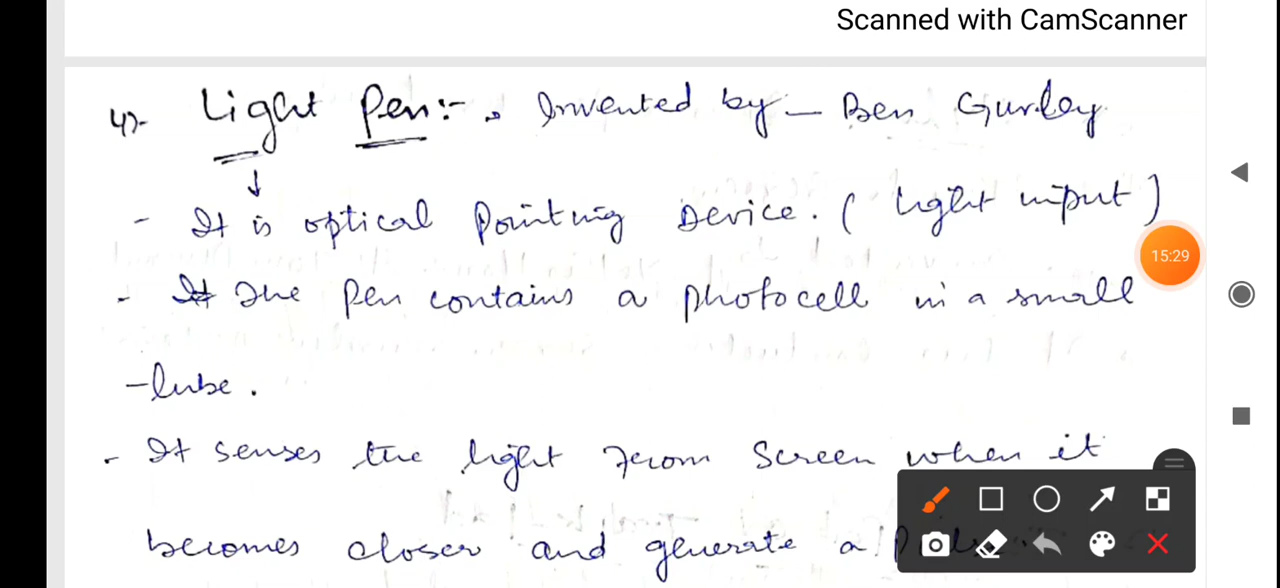 Scanned with CamScanner
4)- Light Pen:- . Invented by - Ben Gurley
- It is optical pointing Device. ( light input )
15:29
- The Pen contains a photocell in a small
tube.
- It senses the light from screen when it
becomes closer and generate a